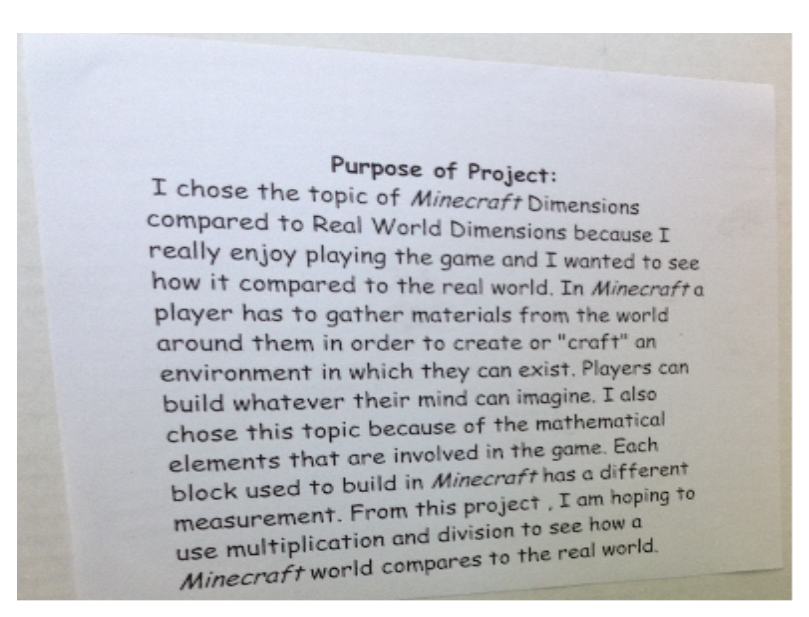 Purpose of Project:
I chose the topic of Minecraft Dimensions
compared to Real World Dimensions because I
really enjoy playing the game and I wanted to see
how it compared to the real world. In Minecraft a
player has to gather materials from the world
around them in order to create or "craft" an
environment in which they can exist. Players can
build whatever their mind can imagine. I also
chose this topic because of the mathematical
elements that are involved in the game. Each
block used to build in Minecraft has a different
measurement. From this project , I am hoping to
use multiplication and division to see how a
Minecraft world compares to the real world.